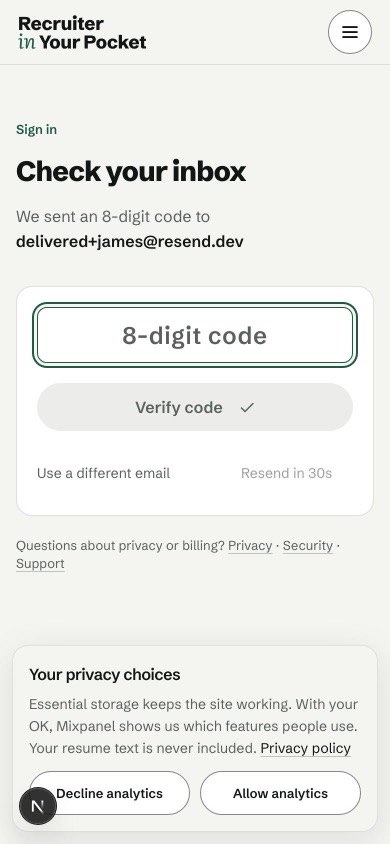 Recruiter
in Your Pocket
Sign in
Check your inbox
We sent an 8-digit code to
delivered+james@resend.dev
8-digit code
Verify code
Use a different email
Resend in 30s
Questions about privacy or billing? Privacy · Security ·
Support
Your privacy choices
Essential storage keeps the site working. With your
OK, Mixpanel shows us which features people use.
Your resume text is never included. Privacy policy
Decline analytics
Allow analytics
N